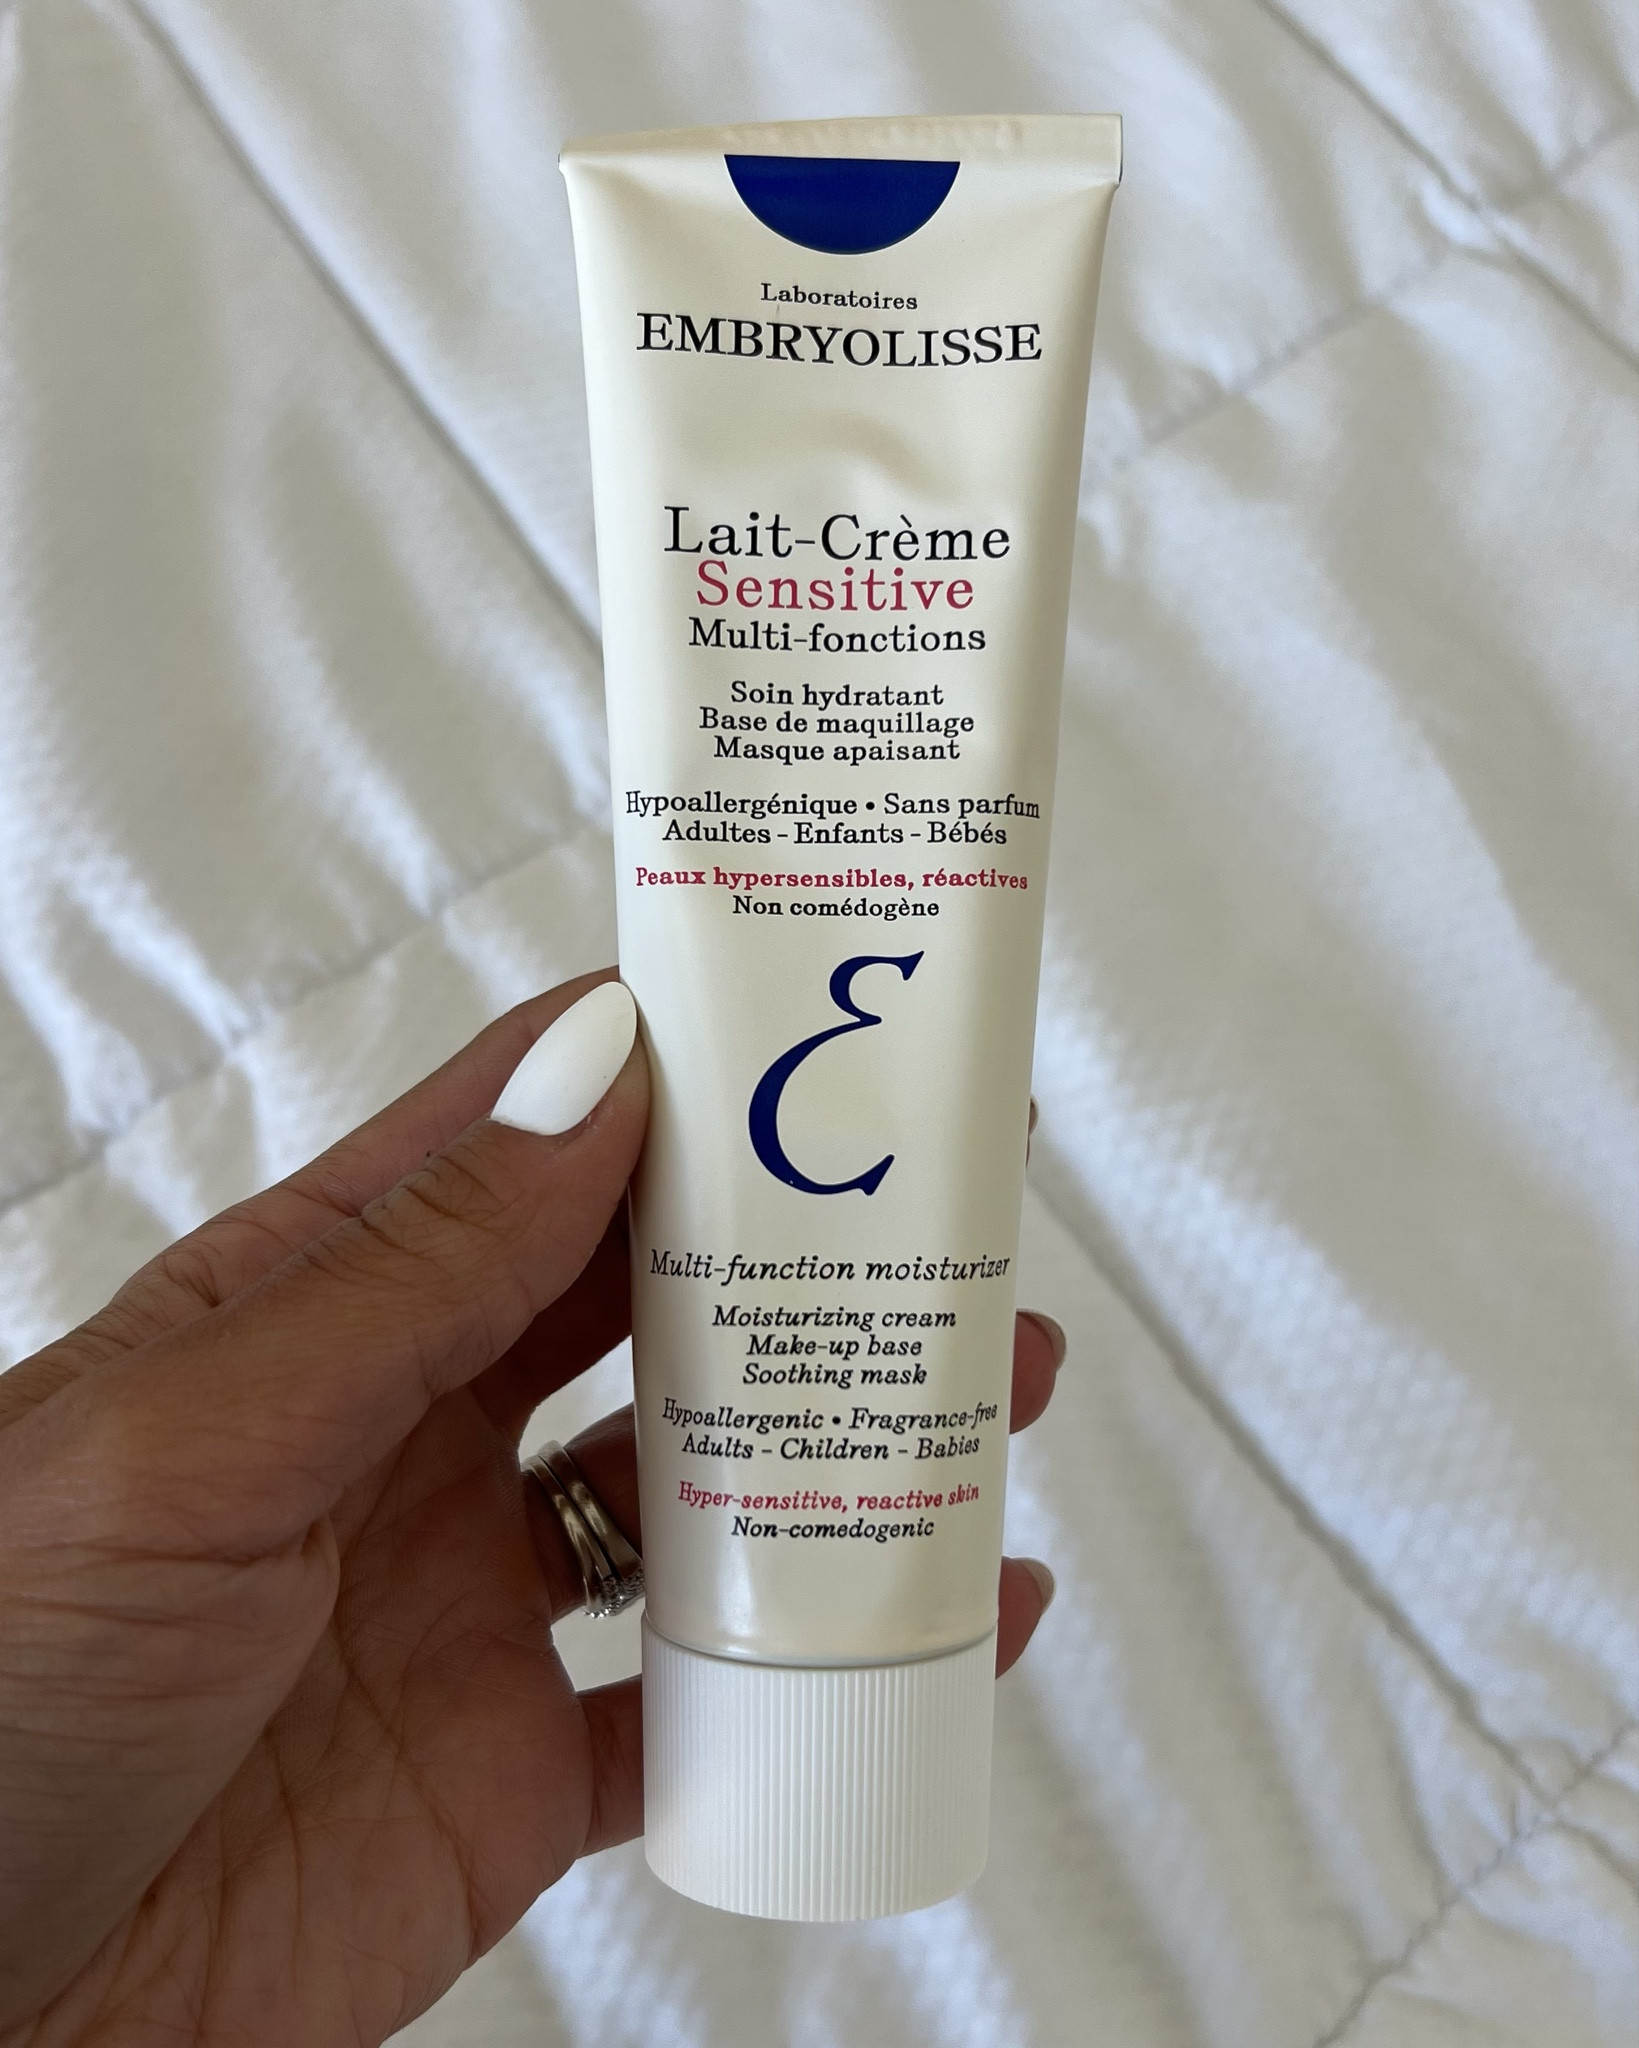 Laboratoires
EMBRYOLISSE
Lait-Crème
Sensitive
Multi-fonctions
Soin hydratant
Base de maquillage
Masque apaisant
Hypoallergénique • Sans parfum
Adultes - Enfants - Bébés
Peaux hypersensibles, réactives
Non comédogène
E
Multi-function moisturizer
Moisturizing cream
Make-up base
Soothing mask
Hypoallergenic • Fragrance-free
Adults - Children - Babies
Hyper-sensitive, reactive skin
Non-comedogenic